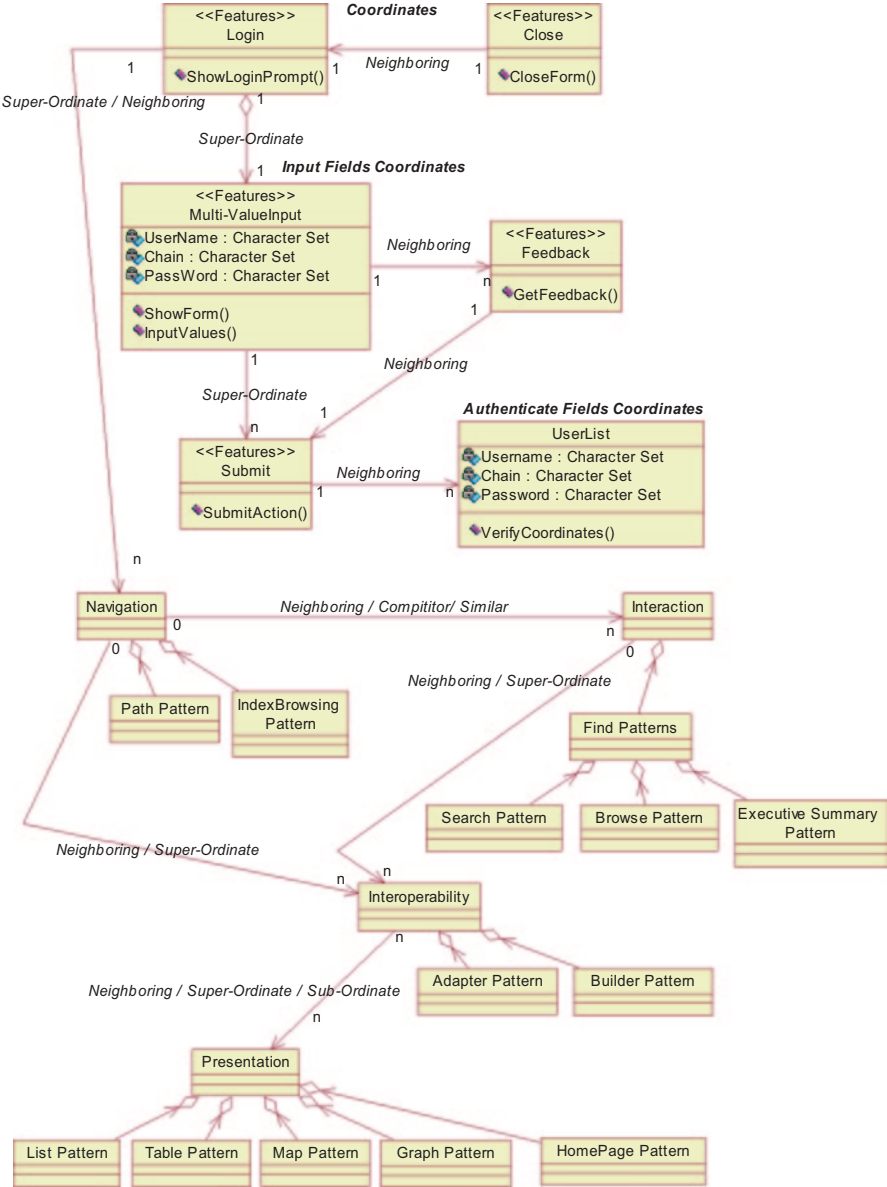 Coordinates
<<Features>>
Login
ShowLoginPrompt()
<<Features>>
Close
CloseForm()
Neighboring
1
1
1
Super-Ordinate / Neighboring
1
Super-Ordinate
1
Input Fields Coordinates
<<Features>>
Multi-ValueInput
UserName : Character Set
Chain : Character Set
PassWord : Character Set
ShowForm()
InputValues()
Neighboring
1
n
<<Features>>
Feedback
GetFeedback()
1
Neighboring
1
1
Super-Ordinate
n
<<Features>>
Submit
SubmitAction()
Neighboring
1
n
Authenticate Fields Coordinates
UserList
Username : Character Set
Chain : Character Set
Password : Character Set
VerifyCoordinates()
n
Navigation
Neighboring / Compititor/ Similar
0
n
Interaction
0
0
Path Pattern
IndexBrowsing
Pattern
Neighboring / Super-Ordinate
Find Patterns
Search Pattern
Browse Pattern
Executive Summary
Pattern
Neighboring / Super-Ordinate
n
n
Interoperability
n
Adapter Pattern
Builder Pattern
Neighboring / Super-Ordinate / Sub-Ordinate
n
Presentation
List Pattern
Table Pattern
Map Pattern
Graph Pattern
HomePage Pattern